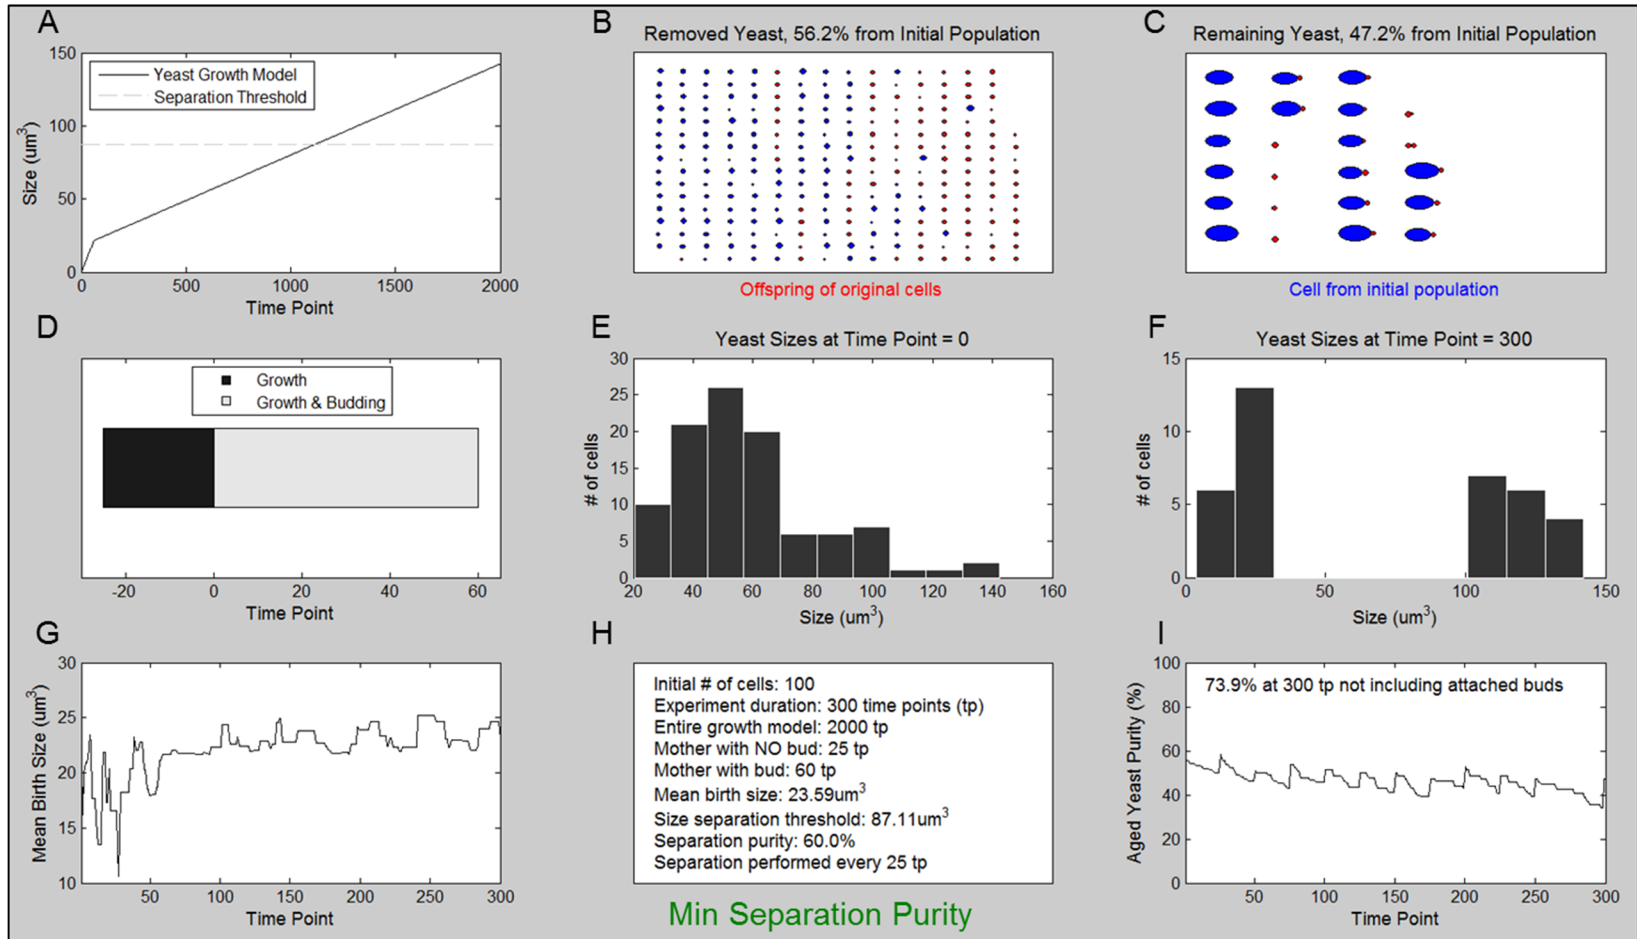 A
150
100
50
0
Size (um³)
Yeast Growth Model
Separation Threshold
0 500 1000 1500 2000
Time Point
B
Removed Yeast, 56.2% from Initial Population
Offspring of original cells
C
Remaining Yeast, 47.2% from Initial Population
Cell from initial population
D
Growth
Growth & Budding
-20 0 20 40 60
Time Point
E
Yeast Sizes at Time Point = 0
30
25
20
15
10
5
0
# of cells
20 40 60 80 100 120 140 160
Size (um³)
F
Yeast Sizes at Time Point = 300
15
10
5
0
# of cells
0 50 100 150
Size (um³)
G
30
25
20
15
10
Mean Birth Size (um³)
50 100 150 200 250 300
Time Point
H
Initial # of cells: 100
Experiment duration: 300 time points (tp)
Entire growth model: 2000 tp
Mother with NO bud: 25 tp
Mother with bud: 60 tp
Mean birth size: 23.59um³
Size separation threshold: 87.11um³
Separation purity: 60.0%
Separation performed every 25 tp
Min Separation Purity
I
100
80
60
40
20
0
Aged Yeast Purity (%)
73.9% at 300 tp not including attached buds
50 100 150 200 250 300
Time Point